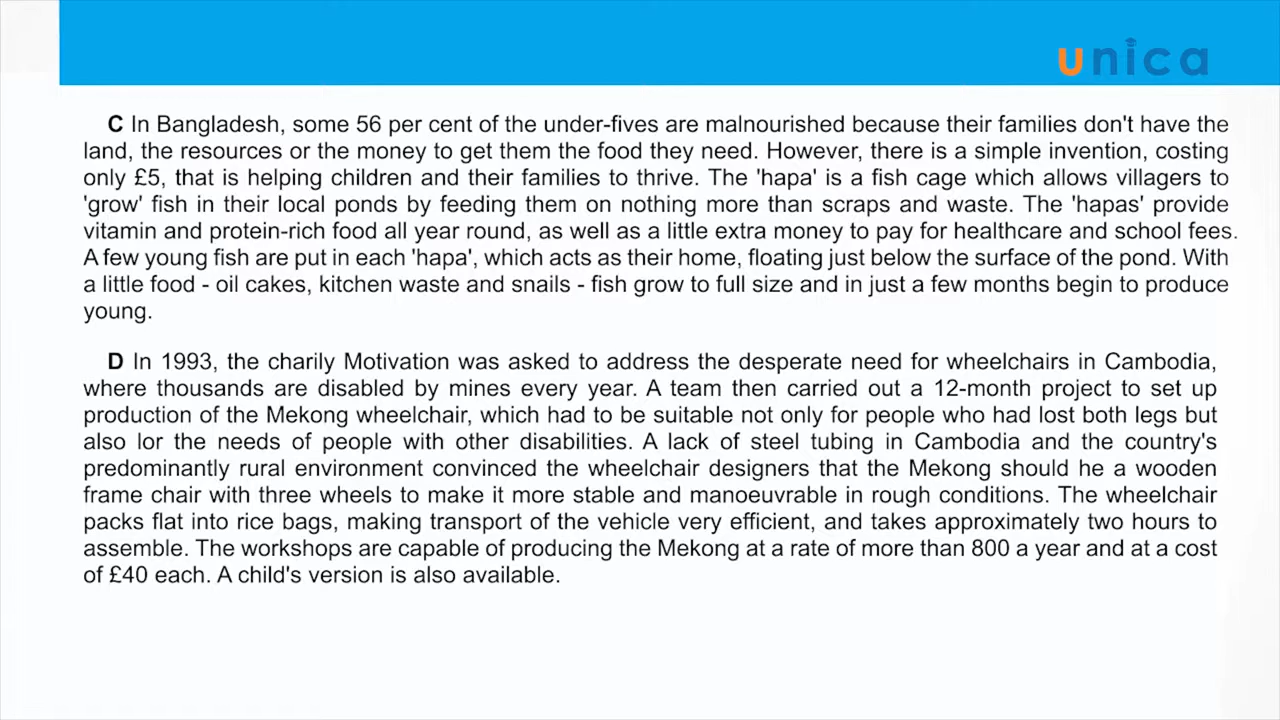 unica
C In Bangladesh, some 56 per cent of the under-fives are malnourished because their families don't have the
land, the resources or the money to get them the food they need. However, there is a simple invention, costing
only £5, that is helping children and their families to thrive. The 'hapa' is a fish cage which allows villagers to
'grow' fish in their local ponds by feeding them on nothing more than scraps and waste. The 'hapas' provide
vitamin and protein-rich food all year round, as well as a little extra money to pay for healthcare and school fees.
A few young fish are put in each 'hapa', which acts as their home, floating just below the surface of the pond. With
a little food - oil cakes, kitchen waste and snails - fish grow to full size and in just a few months begin to produce
young.
D In 1993, the charily Motivation was asked to address the desperate need for wheelchairs in Cambodia,
where thousands are disabled by mines every year. A team then carried out a 12-month project to set up
production of the Mekong wheelchair, which had to be suitable not only for people who had lost both legs but
also lor the needs of people with other disabilities. A lack of steel tubing in Cambodia and the country's
predominantly rural environment convinced the wheelchair designers that the Mekong should he a wooden
frame chair with three wheels to make it more stable and manoeuvrable in rough conditions. The wheelchair
packs flat into rice bags, making transport of the vehicle very efficient, and takes approximately two hours to
assemble. The workshops are capable of producing the Mekong at a rate of more than 800 a year and at a cost
of £40 each. A child's version is also available.